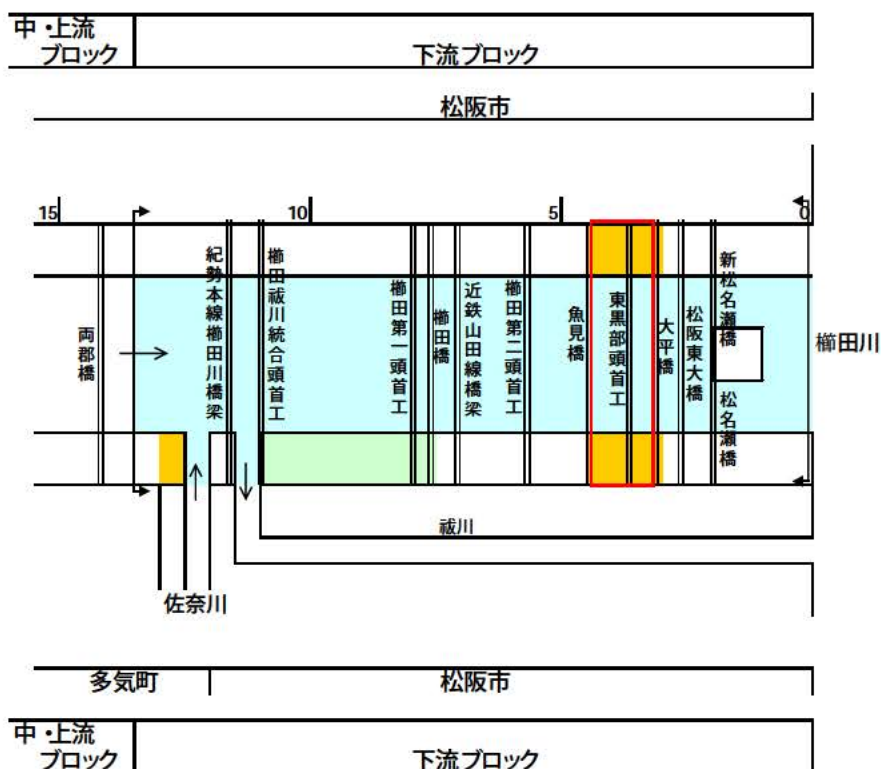 中・上流
ブロック
下流ブロック
松阪市
15
10
5
0
両郡橋
紀勢本線櫛田川橋梁
櫛田祓川統合頭首工
櫛田第一頭首工
櫛田橋
近鉄山田線橋梁
櫛田第二頭首工
魚見橋
東黒部頭首工
大平橋
松阪東大橋
新松名瀬橋
松名瀬橋
櫛田川
祓川
佐奈川
多気町
松阪市
中・上流
ブロック
下流ブロック